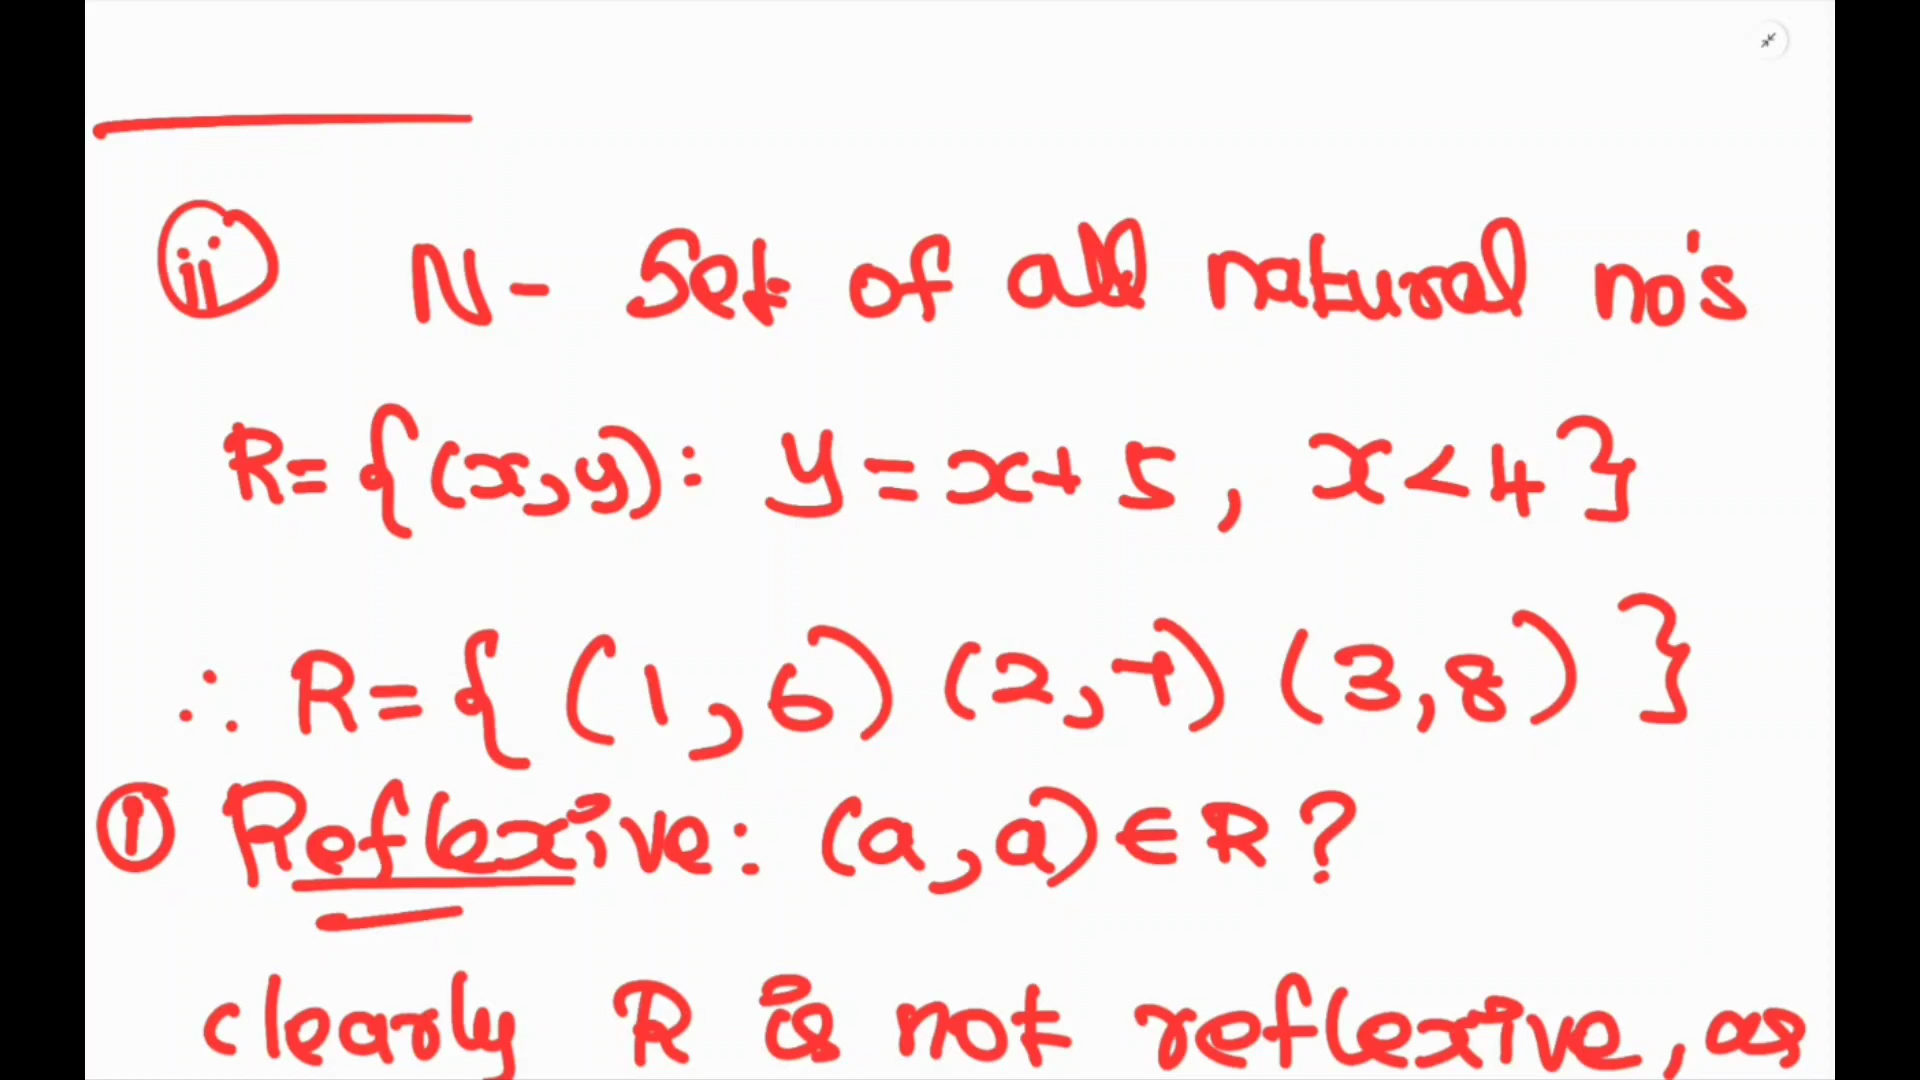 ii N - Set of all natural no's
R = {(x,y): y = x + 5, x < 4}
∴ R = { (1,6) (2,7) (3,8) }
① Reflexive: (a,a) ∈ R ?
clearly R is not reflexive, as